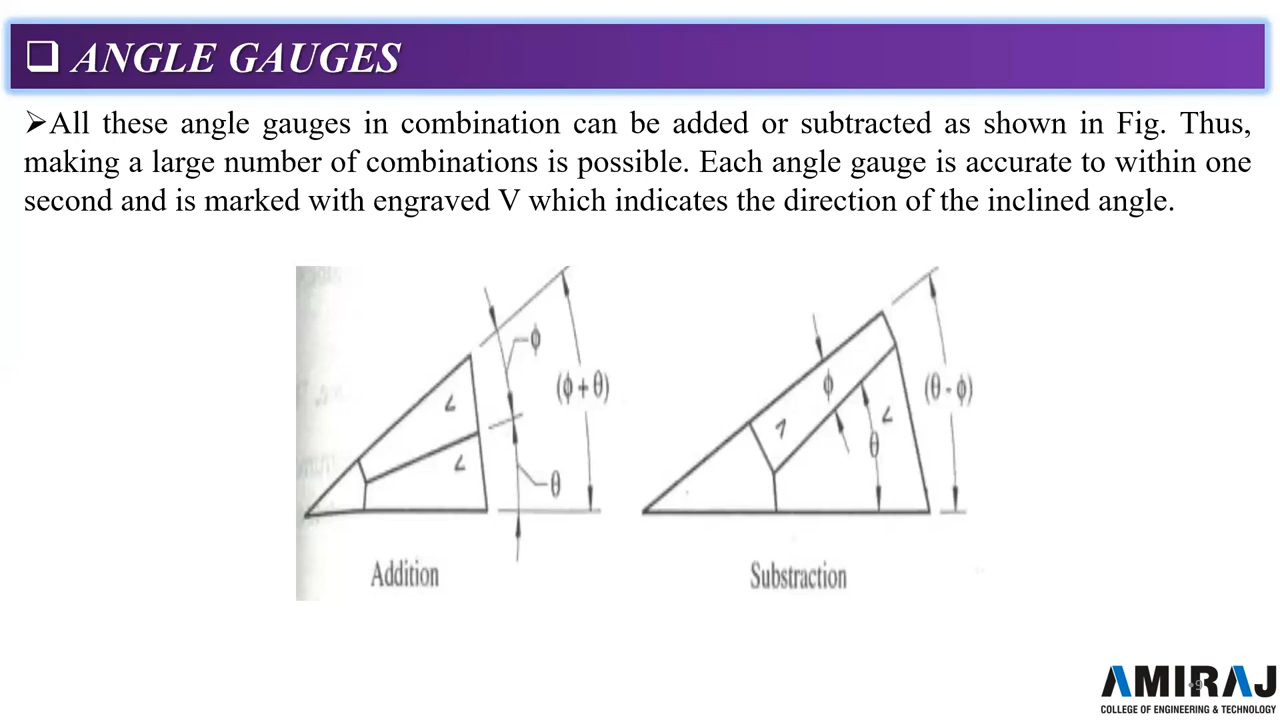 ❑ ANGLE GAUGES
➢All these angle gauges in combination can be added or subtracted as shown in Fig. Thus,
making a large number of combinations is possible. Each angle gauge is accurate to within one
second and is marked with engraved V which indicates the direction of the inclined angle.
ϕ
(ϕ + θ)
θ
Addition
ϕ
(θ - ϕ)
θ
Substraction
AMIRAJ
COLLEGE OF ENGINEERING & TECHNOLOGY